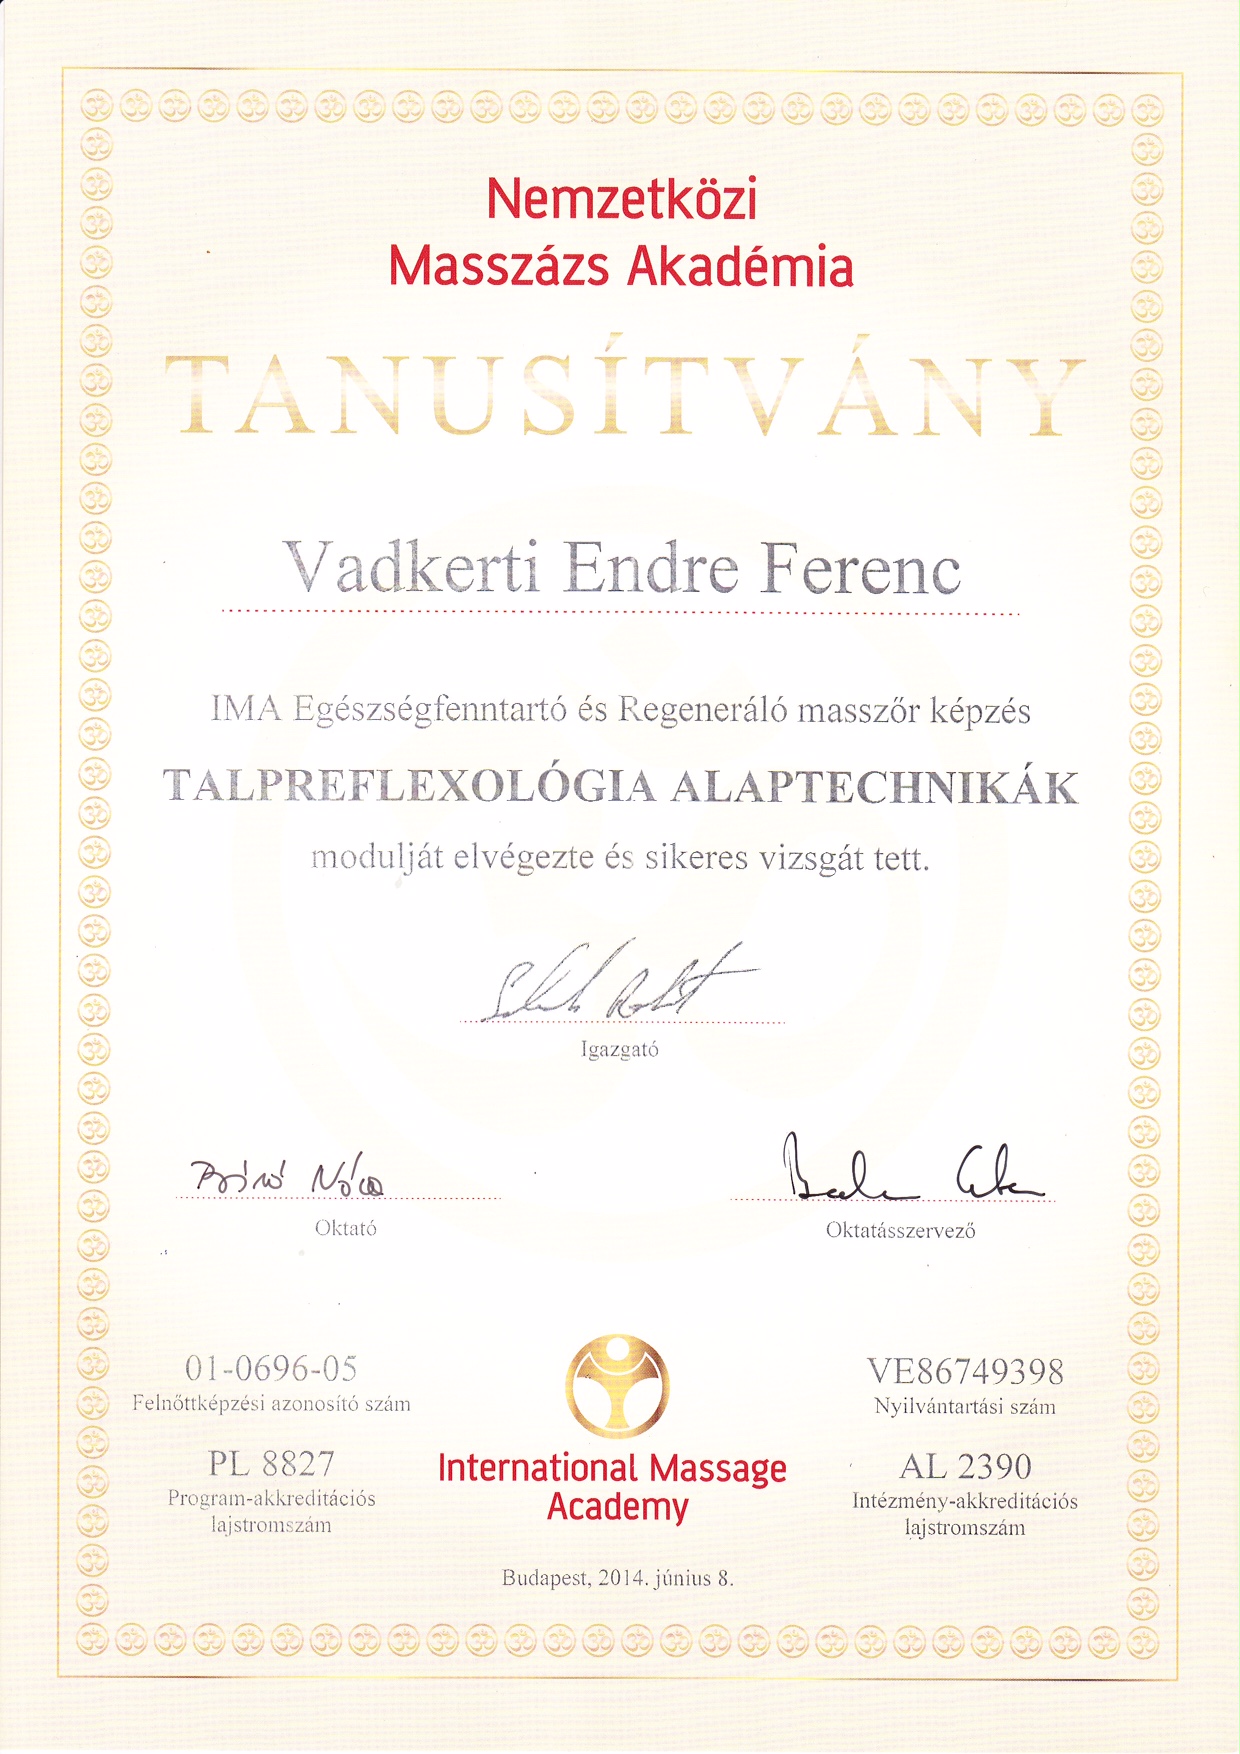 Nemzetközi
Masszázs Akadémia
TANUSÍTVÁNY
Vadkerti Endre Ferenc
IMA Egészségfenntartó és Regeneráló masszőr képzés
TALPREFLEXOLÓGIA ALAPTECHNIKÁK
modulját elvégezte és sikeres vizsgát tett.
Igazgató
Nóra
Oktató
Oktatásszervező
01-0696-05
Felnőttképzési azonosító szám
PL 8827
Program-akkreditációs
lajstromszám
VE86749398
Nyilvántartási szám
AL 2390
Intézmény-akkreditációs
lajstromszám
International Massage
Academy
Budapest, 2014. június 8.